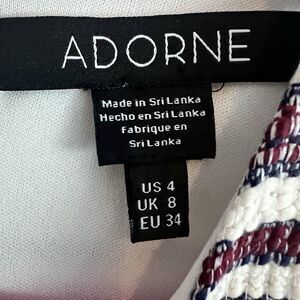 ADORNE
Made in Sri Lanka
Hecho en Sri Lanka
Fabrique en
Sri Lanka
US 4
UK 8
EU 34